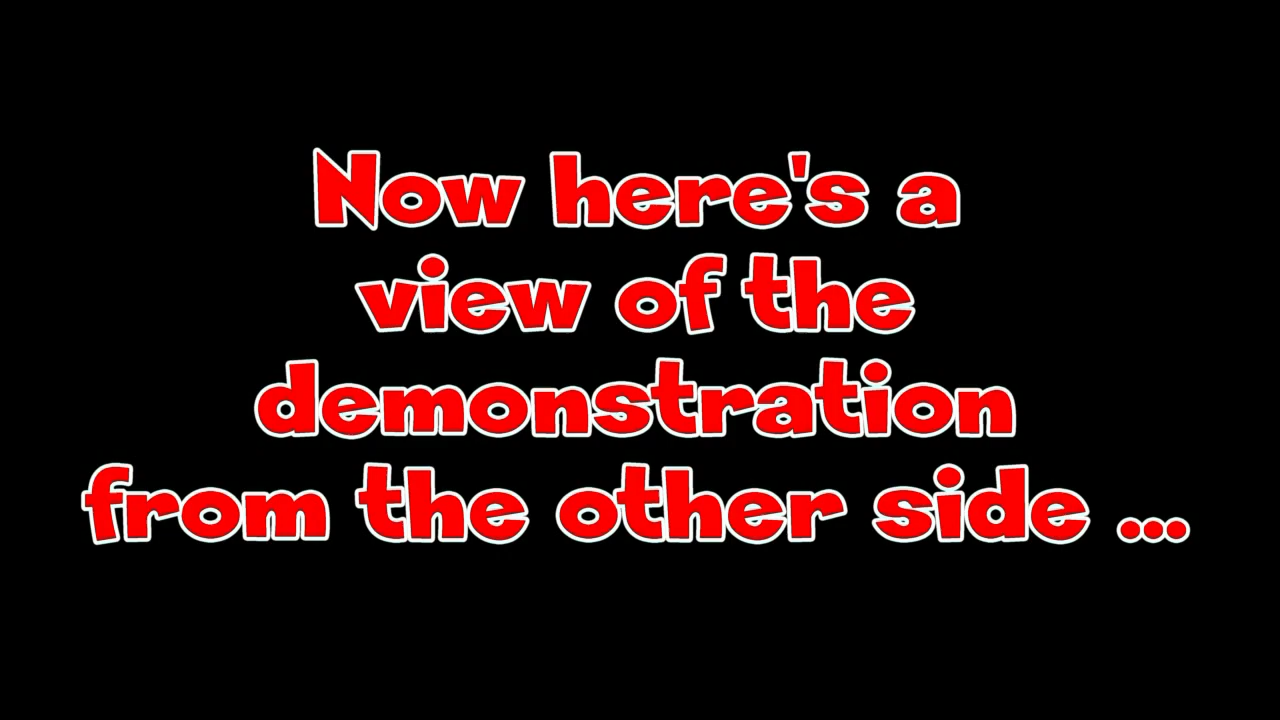 Now here's a
view of the
demonstration
from the other side ...